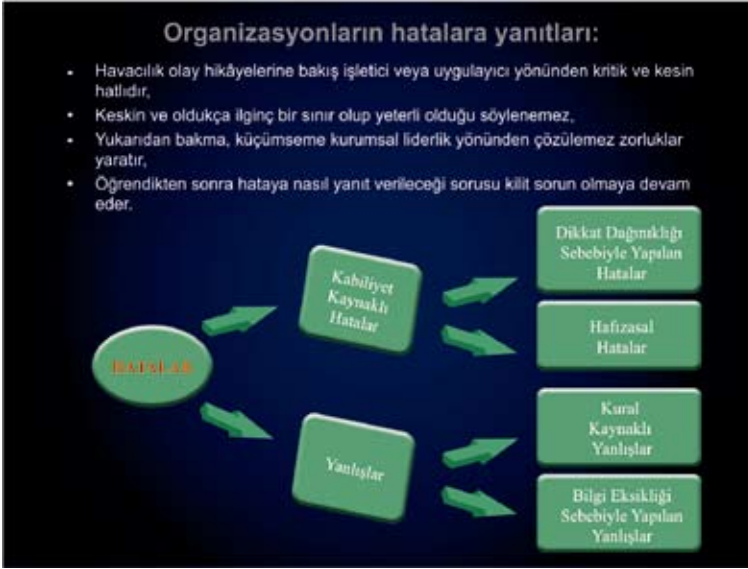 Organizasyonların hatalara yanıtları:
• Havacılık olay hikâyelerine bakış işletici veya uygulayıcı yönünden kritik ve kesin
hatlıdır,
• Keskin ve oldukça ilginç bir sınır olup yeterli olduğu söylenemez,
• Yukarıdan bakma, küçümseme kurumsal liderlik yönünden çözülemez zorluklar
yaratır,
• Öğrendikten sonra hataya nasıl yanıt verileceği sorusu kilit sorun olmaya devam
eder.
Dikkat Dağınıklığı
Sebebiyle Yapılan
Hatalar
Kabiliyet
Kaynaklı
Hatalar
Hafızasal
Hatalar
Kural
Kaynaklı
Yanlışlar
Yanlışlar
Bilgi Eksikliği
Sebebiyle Yapılan
Yanlışlar